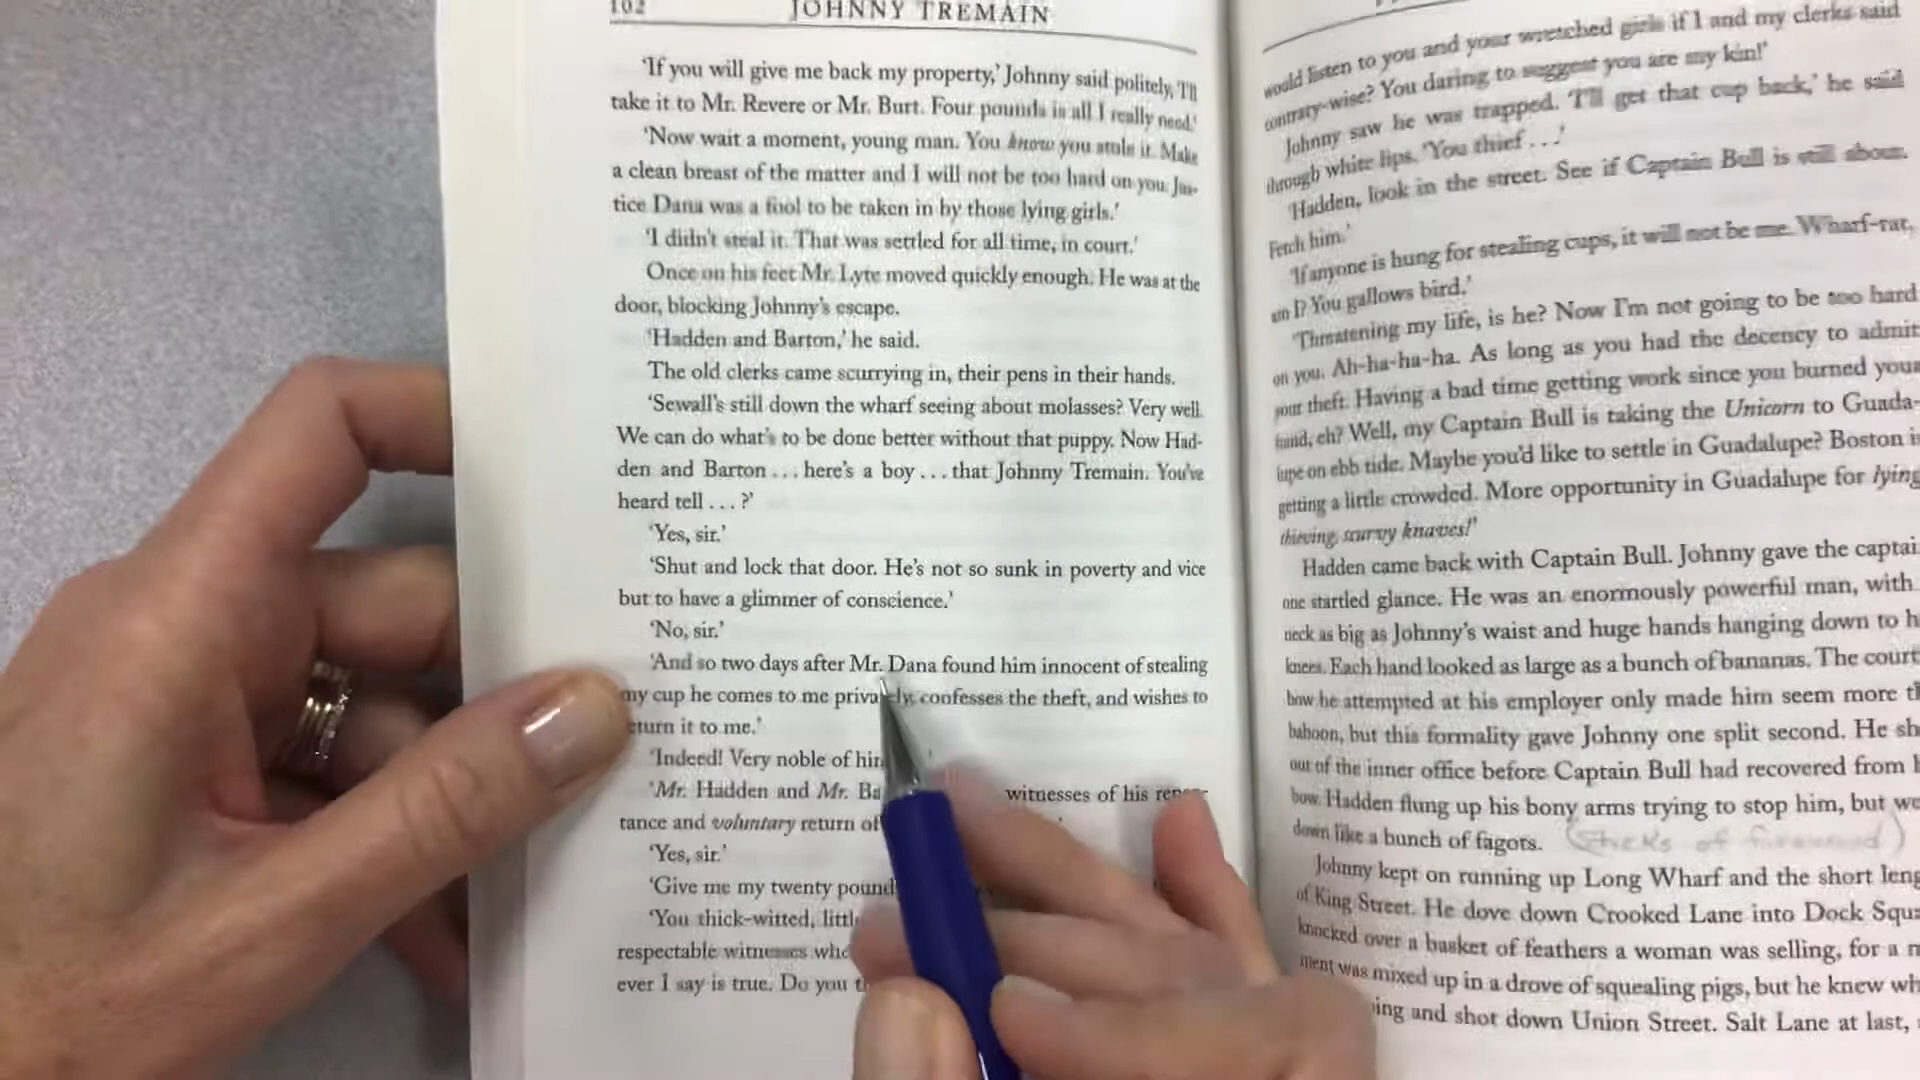 102
JOHNNY TREMAIN
'If you will give me back my property,' Johnny said politely, 'I'll
take it to Mr. Revere or Mr. Burt. Four pounds is all I really need.'
'Now wait a moment, young man. You know you stole it. Make
a clean breast of the matter and I will not be too hard on you. Jus-
tice Dana was a fool to be taken in by those lying girls.'
'I didn't steal it. That was settled for all time, in court.'
Once on his feet Mr. Lyte moved quickly enough. He was at the
door, blocking Johnny's escape.
'Hadden and Barton,' he said.
The old clerks came scurrying in, their pens in their hands.
'Sewall's still down the wharf seeing about molasses? Very well.
We can do what's to be done better without that puppy. Now Had-
den and Barton . . . here's a boy . . . that Johnny Tremain. You've
heard tell . . . ?'
'Yes, sir.'
'Shut and lock that door. He's not so sunk in poverty and vice
but to have a glimmer of conscience.'
'No, sir.'
'And so two days after Mr. Dana found him innocent of stealing
my cup he comes to me privately, confesses the theft, and wishes to
eturn it to me.'
'Indeed! Very noble of
'Mr. Hadden and Mr. Ba witnesses of his
tance and voluntary return of
'Yes, sir.'
'Give me my twenty pound
'You thick-witted,
respectable witnesses
ever I say is true. Do you
would listen to you and your wretched girls if I and my clerks said
contrary-wise? You daring to suggest you are my kin!'
Johnny saw he was trapped. 'I'll get that cup back,' he said
through white lips. 'You thief . . .'
'Hadden, look in the street. See if Captain Bull is still about.
Fetch him.'
'If anyone is hung for stealing cups, it will not be me. Wharf-rat,
am I? You gallows bird.'
'Threatening my life, is he? Now I'm not going to be too hard
on you. Ah-ha-ha-ha. As long as you had the decency to admit
your theft. Having a bad time getting work since you burned your
hand, eh? Well, my Captain Bull is taking the Unicorn to Guada-
lupe on ebb tide. Maybe you'd like to settle in Guadalupe? Boston is
getting a little crowded. More opportunity in Guadalupe for lying
thieving, scurvy knaves!'
Hadden came back with Captain Bull. Johnny gave the captai
one startled glance. He was an enormously powerful man, with
neck as big as Johnny's waist and huge hands hanging down to h
knees. Each hand looked as large as a bunch of bananas. The court
bow he attempted at his employer only made him seem more
baboon, but this formality gave Johnny one split second. He sh
out of the inner office before Captain Bull had recovered from
bow. Hadden flung up his bony arms trying to stop him, but
down like a bunch of fagots. (sticks of firewood)
Johnny kept on running up Long Wharf and the short leng
of King Street. He dove down Crooked Lane into Dock Squa
knocked over a basket of feathers a woman was selling, for a
ment was mixed up in a drove of squealing pigs, but he knew
ing and shot down Union Street. Salt Lane at last,